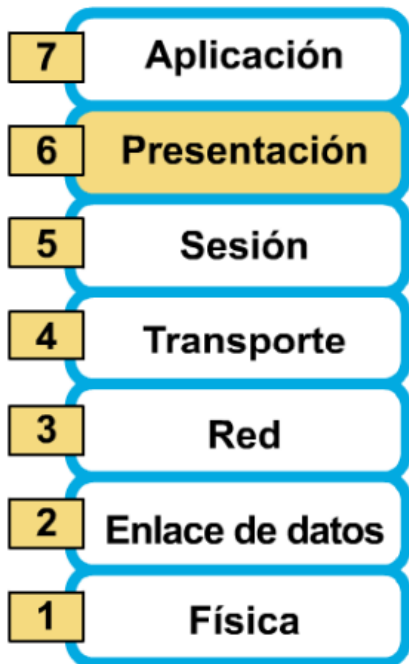 7 Aplicación
6 Presentación
5 Sesión
4 Transporte
3 Red
2 Enlace de datos
1 Física